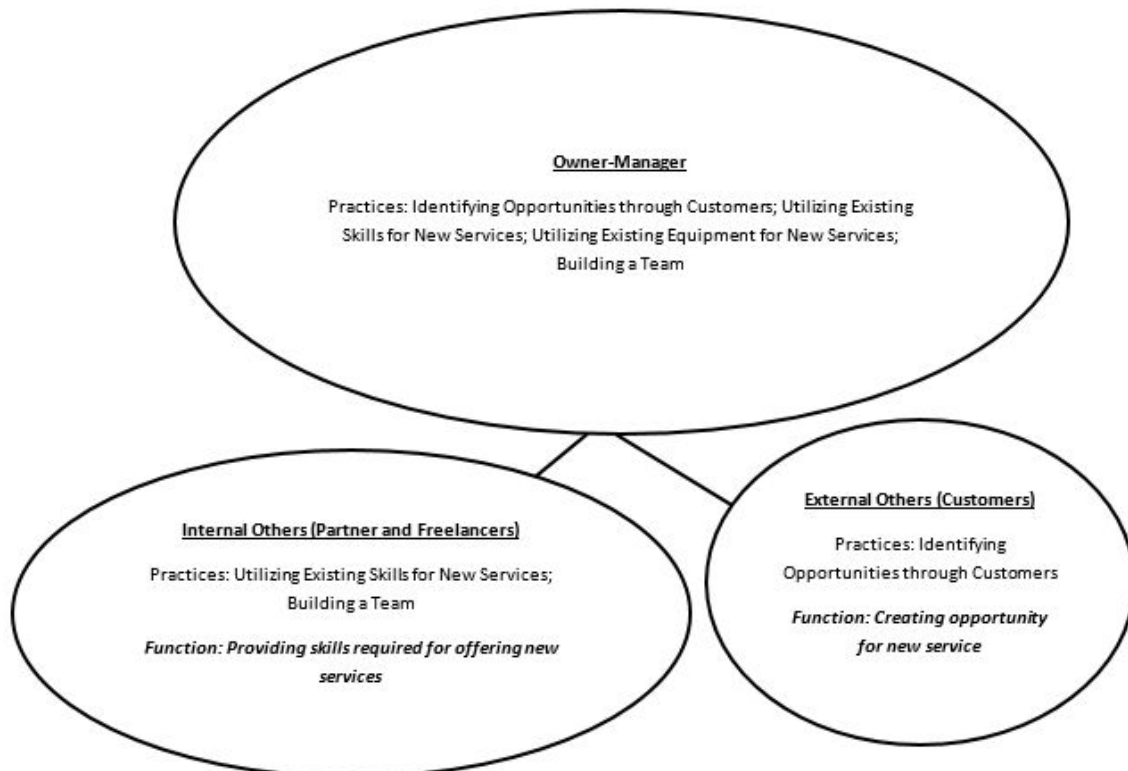 Owner-Manager
Practices: Identifying Opportunities through Customers; Utilizing Existing
Skills for New Services; Utilizing Existing Equipment for New Services;
Building a Team
Internal Others (Partner and Freelancers)
Practices: Utilizing Existing Skills for New Services;
Building a Team
Function: Providing skills required for offering new
services
External Others (Customers)
Practices: Identifying
Opportunities through Customers
Function: Creating opportunity
for new service